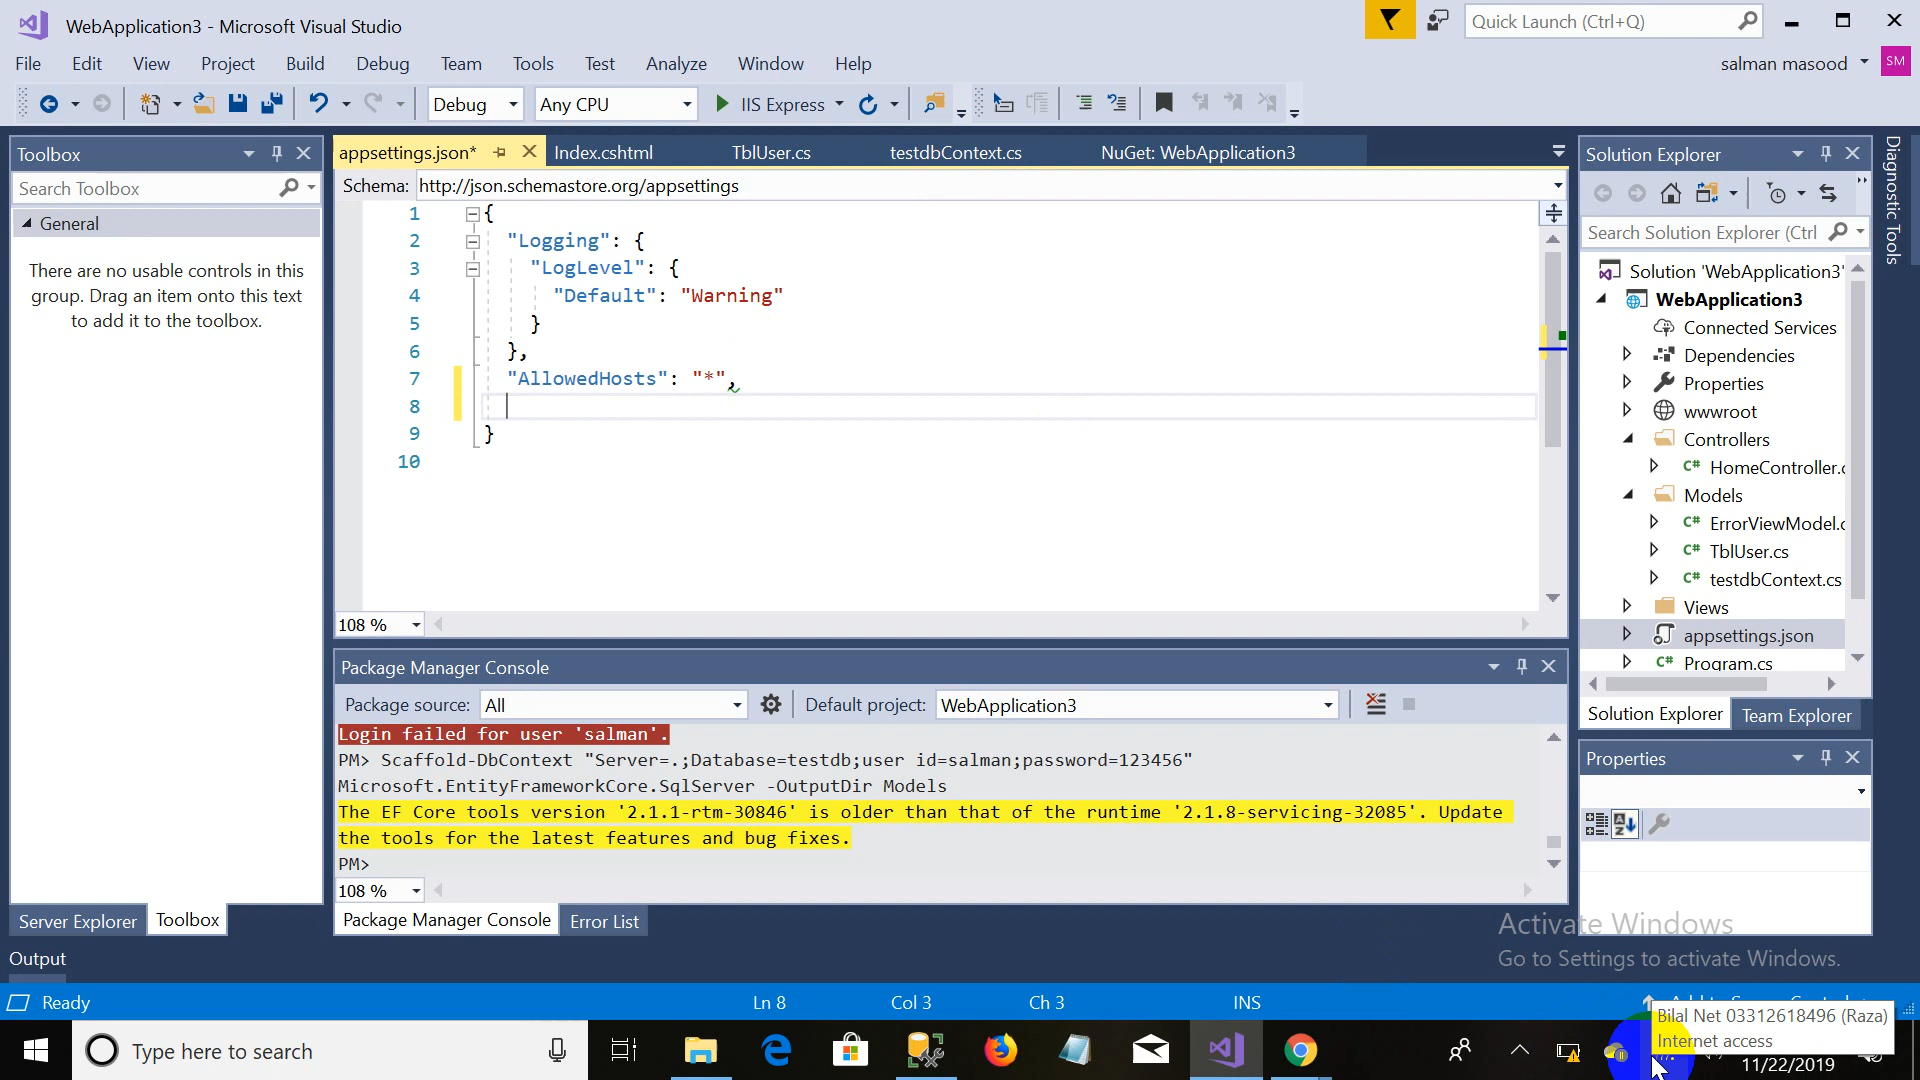 WebApplication3 - Microsoft Visual Studio
Quick Launch (Ctrl+Q)
File Edit View Project Build Debug Team Tools Test Analyze Window Help
salman masood
SM
Debug
Any CPU
IIS Express
Toolbox
Search Toolbox
General
There are no usable controls in this
group. Drag an item onto this text
to add it to the toolbox.
Server Explorer
Toolbox
Output
appsettings.json*
Index.cshtml
TblUser.cs
testdbContext.cs
NuGet: WebApplication3
Schema: http://json.schemastore.org/appsettings
1 {
2 "Logging": {
3 "LogLevel": {
4 "Default": "Warning"
5 }
6 },
7 "AllowedHosts": "*",
8
9 }
10
108 %
Package Manager Console
Package source: All
Default project: WebApplication3
Login failed for user 'salman'.
PM> Scaffold-DbContext "Server=.;Database=testdb;user id=salman;password=123456"
Microsoft.EntityFrameworkCore.SqlServer -OutputDir Models
The EF Core tools version '2.1.1-rtm-30846' is older than that of the runtime '2.1.8-servicing-32085'. Update
the tools for the latest features and bug fixes.
PM>
108 %
Package Manager Console
Error List
Solution Explorer
Search Solution Explorer (Ctrl
Solution 'WebApplication3'
WebApplication3
Connected Services
Dependencies
Properties
wwwroot
Controllers
C# HomeController.c
Models
C# ErrorViewModel.c
C# TblUser.cs
C# testdbContext.cs
Views
appsettings.json
C# Program.cs
Solution Explorer
Team Explorer
Properties
Diagnostic Tools
Activate Windows
Go to Settings to activate Windows.
Ready
Ln 8
Col 3
Ch 3
INS
Bilal Net 03312618496 (Raza)
Internet access
Type here to search
11/22/2019